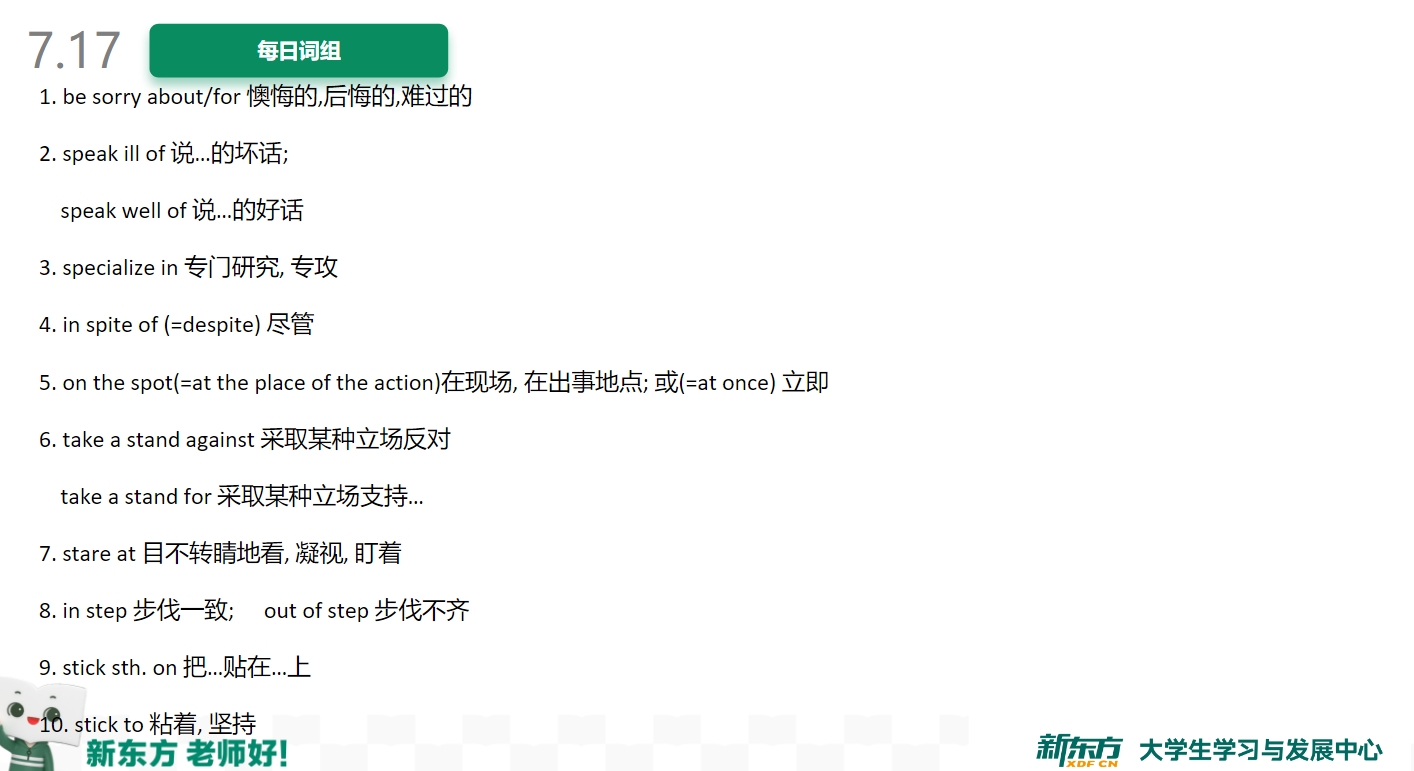 7.17 每日词组
1. be sorry about/for 懊悔的,后悔的,难过的
2. speak ill of 说...的坏话;
speak well of 说...的好话
3. specialize in 专门研究, 专攻
4. in spite of (=despite) 尽管
5. on the spot(=at the place of the action)在现场, 在出事地点; 或(=at once) 立即
6. take a stand against 采取某种立场反对
take a stand for 采取某种立场支持...
7. stare at 目不转睛地看, 凝视, 盯着
8. in step 步伐一致; out of step 步伐不齐
9. stick sth. on 把...贴在...上
10. stick to 粘着, 坚持
新东方 老师好!
新东方 XDF.CN 大学生学习与发展中心